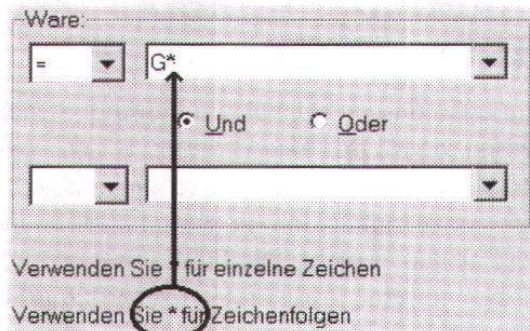 Ware:
= G*
Und Oder
Verwenden Sie für einzelne Zeichen
Verwenden Sie * für Zeichenfolgen